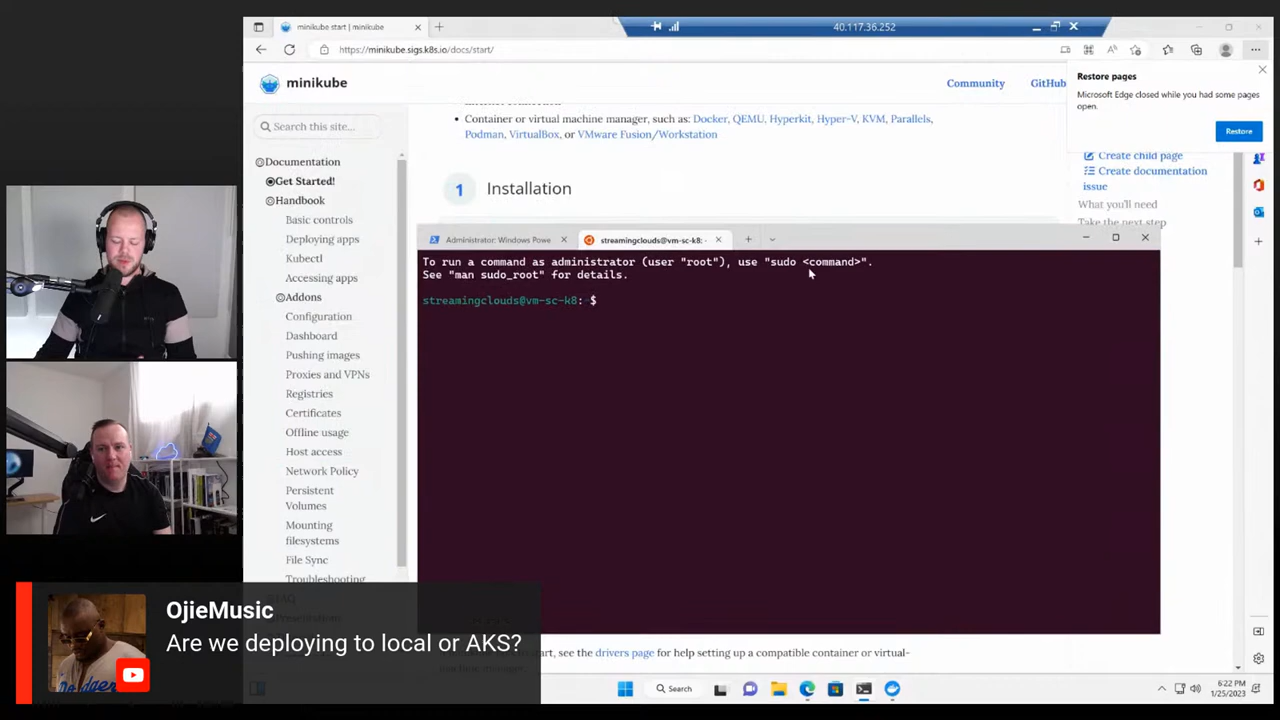 minikube start | minikube
40.117.36.252
https://minikube.sigs.k8s.io/docs/start/
minikube
Community
GitHub
Restore pages
Microsoft Edge closed while you had some pages
open.
Restore
Search this site...
Documentation
Get Started!
Handbook
Basic controls
Deploying apps
Kubectl
Addons
Configuration
Dashboard
Pushing images
Proxies and VPNs
Registries
Certificates
Offline usage
Host access
Network Policy
Persistent
Volumes
Mounting
filesystems
File Sync
Troubleshooting
FAQ
Container or virtual machine manager, such as: Docker, QEMU, Hyperkit, Hyper-V, KVM, Parallels,
Podman, VirtualBox, or VMware Fusion/Workstation
1 Installation
Create child page
Create documentation
issue
What you'll need
Take the next step
Administrator: Windows Powe
streamingclouds@vm-sc-k8:
To run a command as administrator (user "root"), use "sudo <command>".
See "man sudo_root" for details.
streamingclouds@vm-sc-k8: $
start, see the drivers page for help setting up a compatible container or virtual-
OjieMusic
Are we deploying to local or AKS?
Search
6:22 PM
1/25/2023